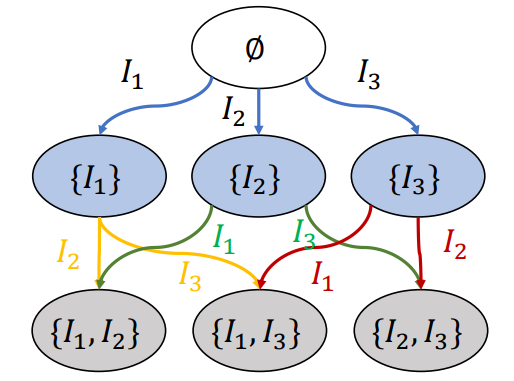 ∅
I₁ I₂ I₃
{I₁} {I₂} {I₃}
I₂ I₃ I₁ I₃ I₁ I₂
{I₁, I₂} {I₁, I₃} {I₂, I₃}